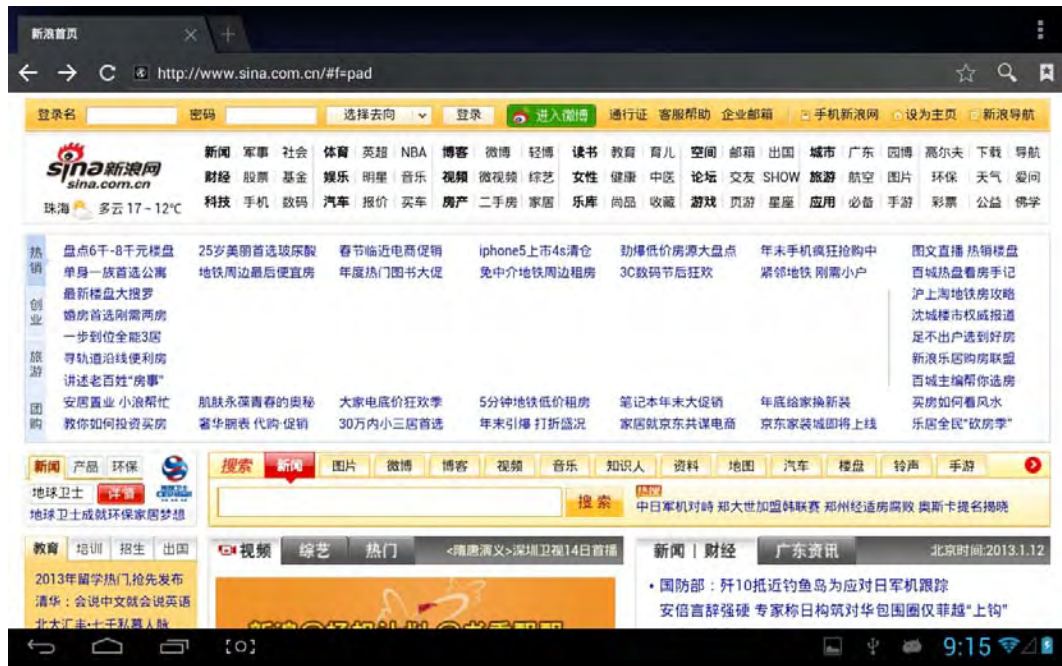 新浪首页
http://www.sina.com.cn/#f=pad
登录名 密码 选择去向 登录 进入微博 通行证 客服帮助 企业邮箱 手机新浪网 设为主页 新浪导航
sina新浪网
sina.com.cn
珠海 多云 17~12℃
新闻 军事 社会 体育 英超 NBA 博客 微博 轻博 读书 教育 育儿 空间 邮箱 出国 城市 广东 园博 高尔夫 下载 导航
财经 股票 基金 娱乐 明星 音乐 视频 微视频 综艺 女性 健康 中医 论坛 交友 SHOW 旅游 航空 图片 环保 天气 爱问
科技 手机 数码 汽车 报价 买车 房产 二手房 家居 乐库 尚品 收藏 游戏 页游 星座 应用 必备 手游 彩票 公益 佛学
热销
创业
旅游
团购
盘点6千-8千元楼盘 25岁美丽首选玻尿酸 春节临近电商促销 iphone5上市4s清仓 劲爆低价房源大盘点 年末手机疯狂抢购中 图文直播 热销楼盘
单身一族首选公寓 地铁周边最后便宜房 年度热门图书大促 免中介地铁周边租房 3C数码节后狂欢 紧邻地铁 刚需小户 百城热盘看房手记
最新楼盘大搜罗 沪上淘地铁房攻略
婚房首选刚需两房 沈城楼市权威报道
一步到位全能3居 足不出户选到好房
寻轨道沿线便利房 新浪乐居购房联盟
讲述老百姓“房事” 百城主编帮你选房
安居置业 小浪帮忙 肌肤永葆青春的奥秘 大家电底价狂欢季 5分钟地铁低价租房 笔记本年末大促销 年底给家换新装 买房如何看风水
教你如何投资买房 奢华腕表 代购·促销 30万内小三居首选 年末引爆 打折盛况 家居就京东共谋电商 京东家装城即将上线 乐居全民“砍房季”
新闻 产品 环保
地球卫士 详情
地球卫士成就环保家居梦想
搜索 新闻 图片 微博 博客 视频 音乐 知识人 资料 地图 汽车 楼盘 铃声 手游
搜索
热搜
中日军机对峙 郑大世加盟韩联赛 郑州经适房腐败 奥斯卡提名揭晓
教育 培训 招生 出国
2013年留学热门,抢先发布
清华：会说中文就会说英语
北大汇丰·七千私募人脉
视频 综艺 热门 <隋唐演义>深圳卫视14日首播
新闻 | 财经 广东资讯 北京时间:2013.1.12
• 国防部：歼10抵近钓鱼岛为应对日军机跟踪
安倍言辞强硬 专家称日构筑对华包围圈仅菲越“上钩”
9:15